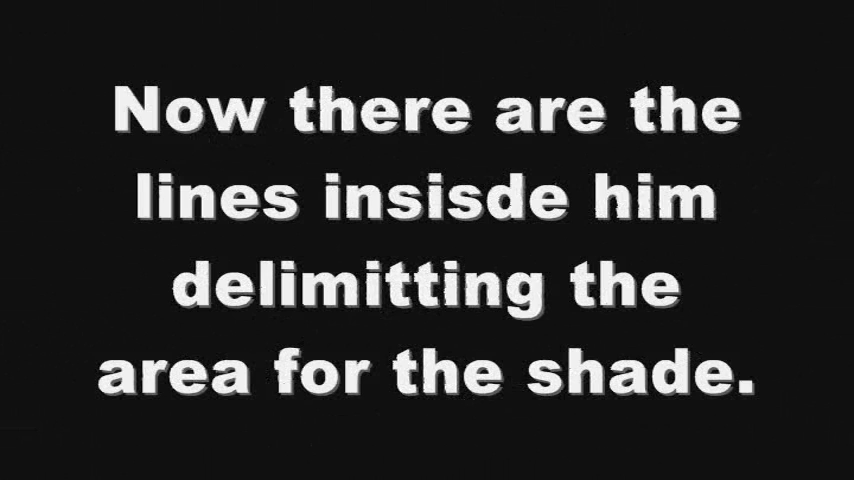 Now there are the
lines insisde him
delimitting the
area for the shade.